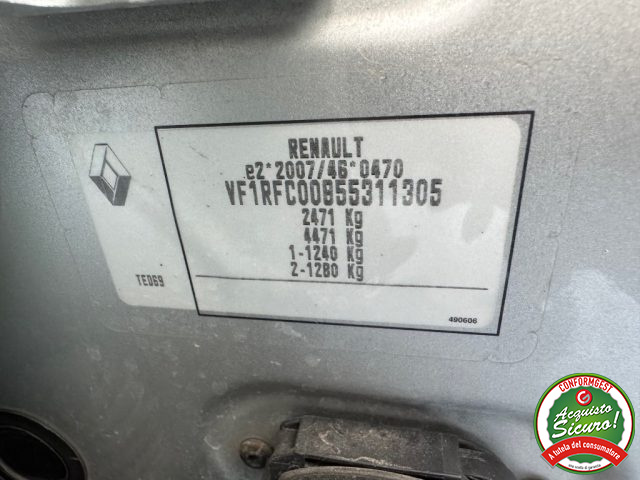 RENAULT
e2*2007/46*0470
VF1RFC00855311305
2471 Kg
4471 Kg
1-1240 Kg
2-1280 Kg
TED69
490606
CONFORMGEST
Acquisto
Sicuro!
A tutela del consumatore